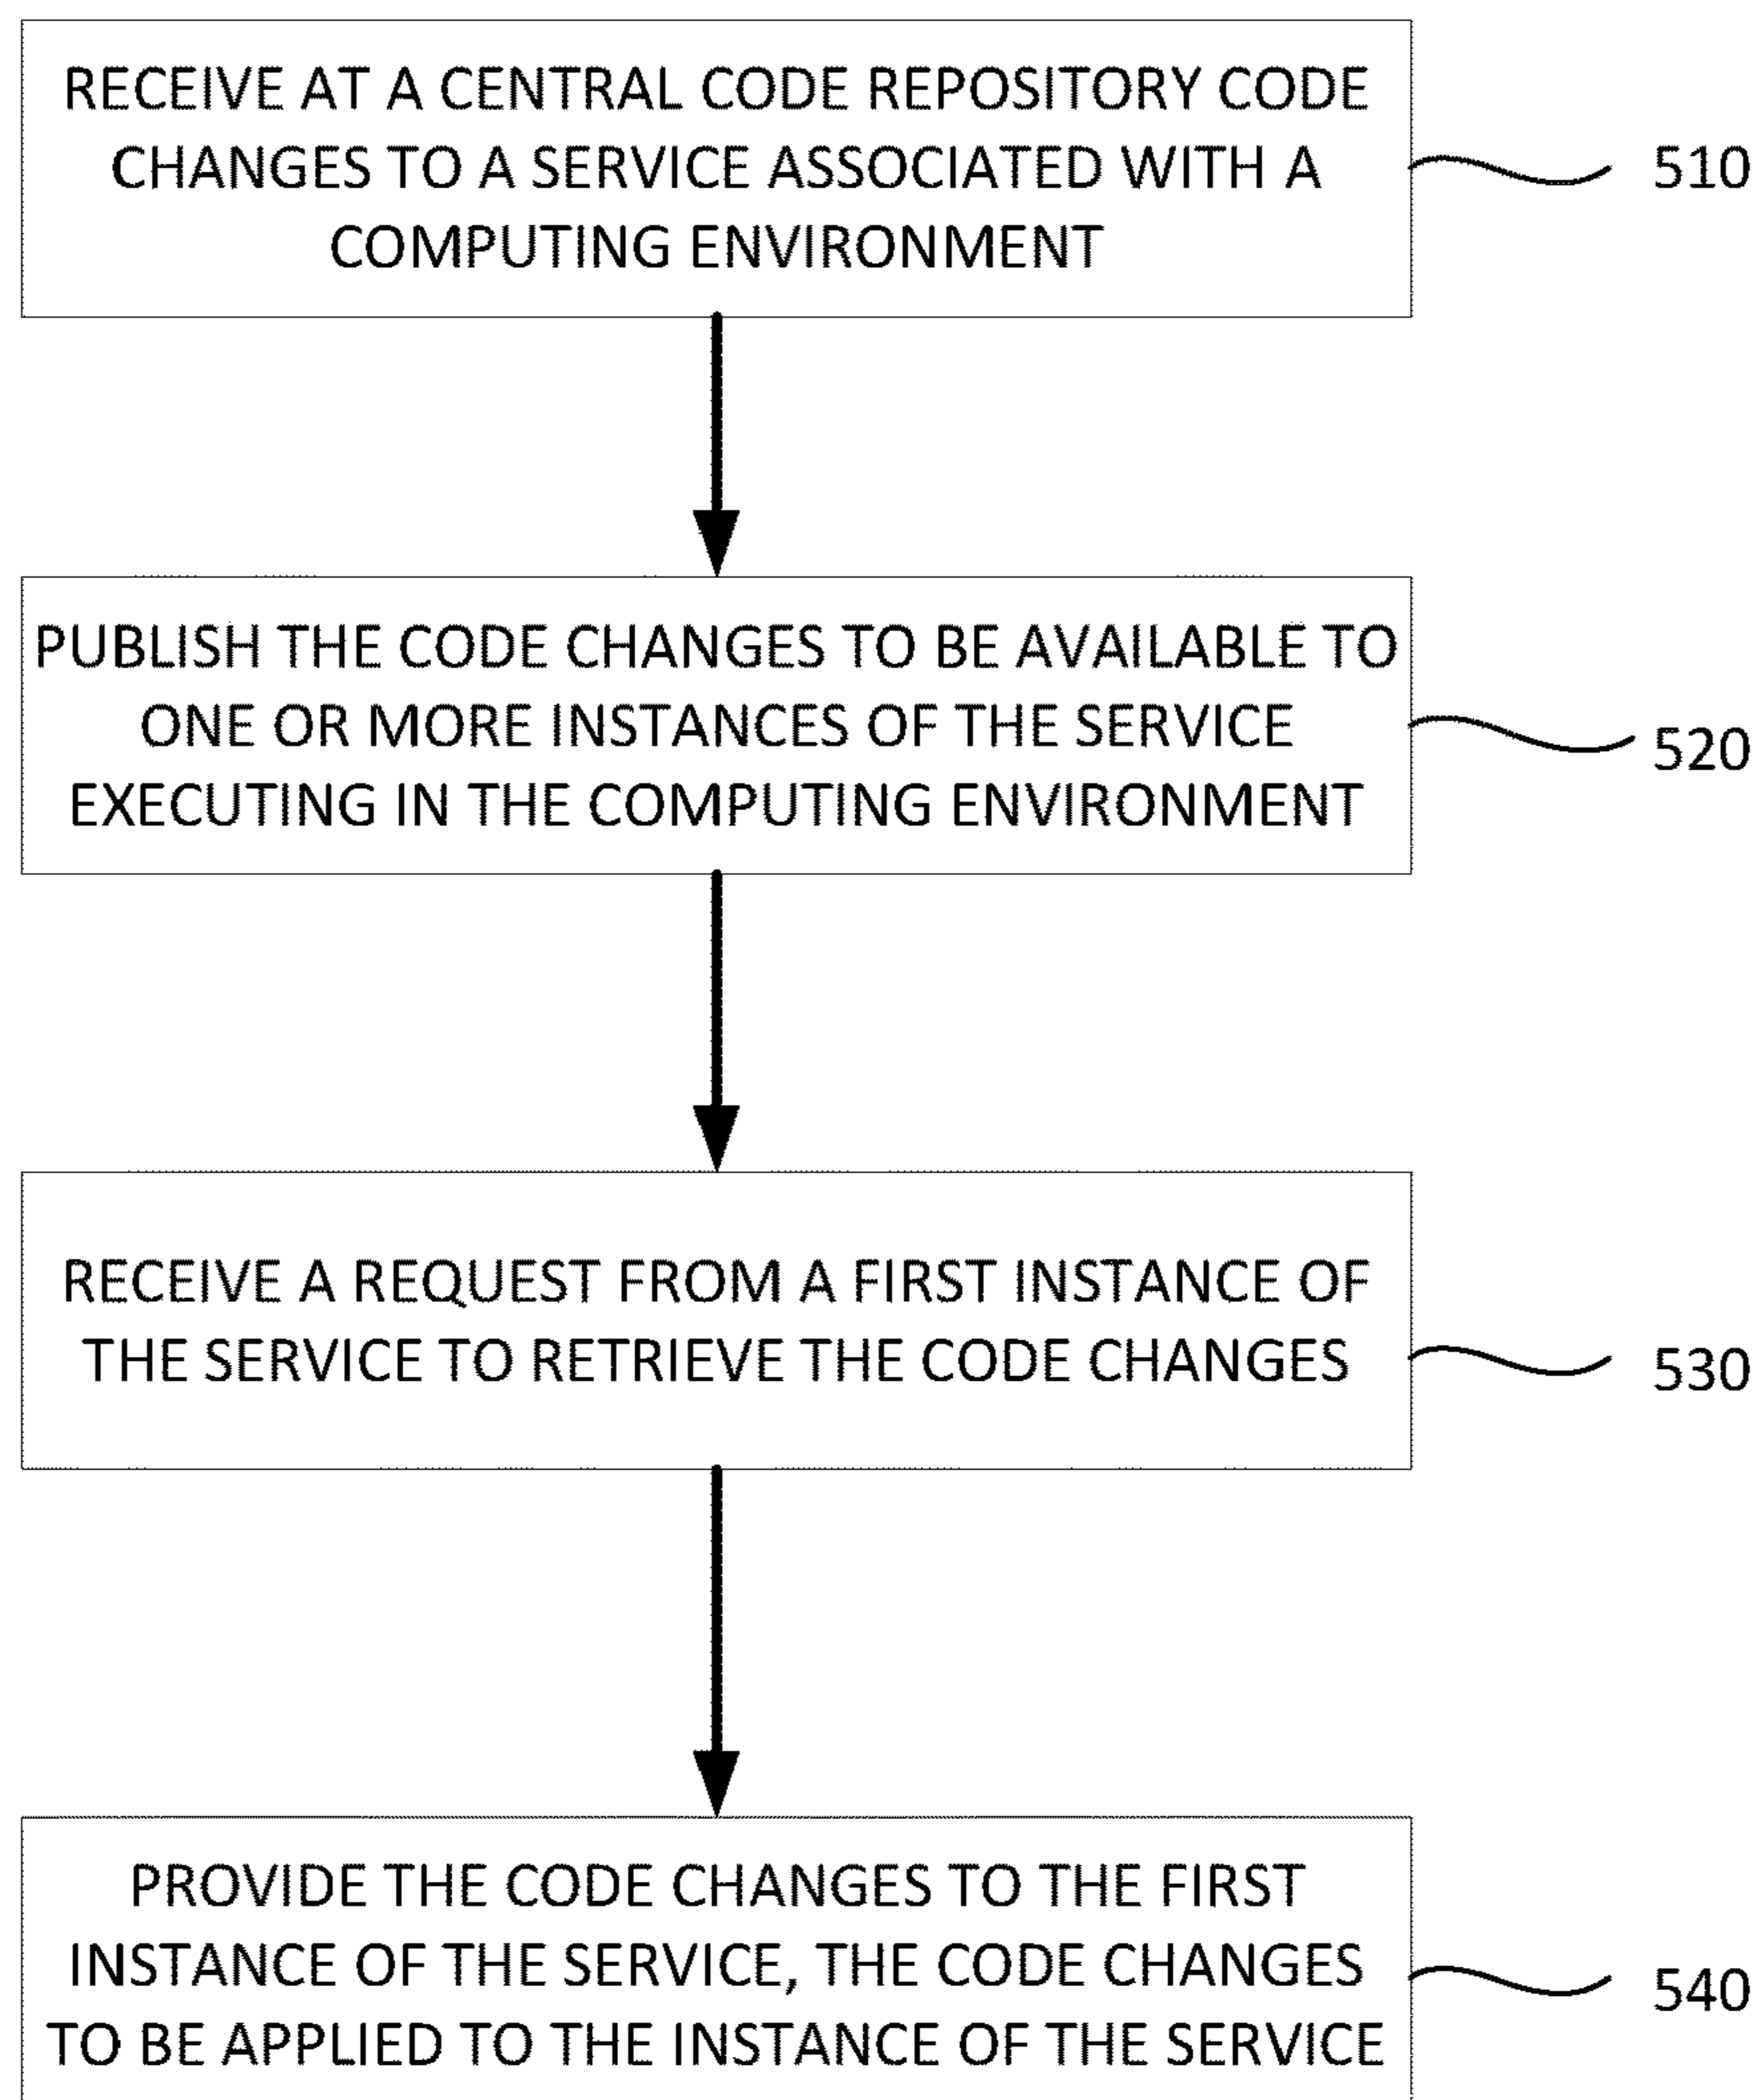 RECEIVE AT A CENTRAL CODE REPOSITORY CODE
CHANGES TO A SERVICE ASSOCIATED WITH A
COMPUTING ENVIRONMENT
510
PUBLISH THE CODE CHANGES TO BE AVAILABLE TO
ONE OR MORE INSTANCES OF THE SERVICE
EXECUTING IN THE COMPUTING ENVIRONMENT
520
RECEIVE A REQUEST FROM A FIRST INSTANCE OF
THE SERVICE TO RETRIEVE THE CODE CHANGES
530
PROVIDE THE CODE CHANGES TO THE FIRST
INSTANCE OF THE SERVICE, THE CODE CHANGES
TO BE APPLIED TO THE INSTANCE OF THE SERVICE
540